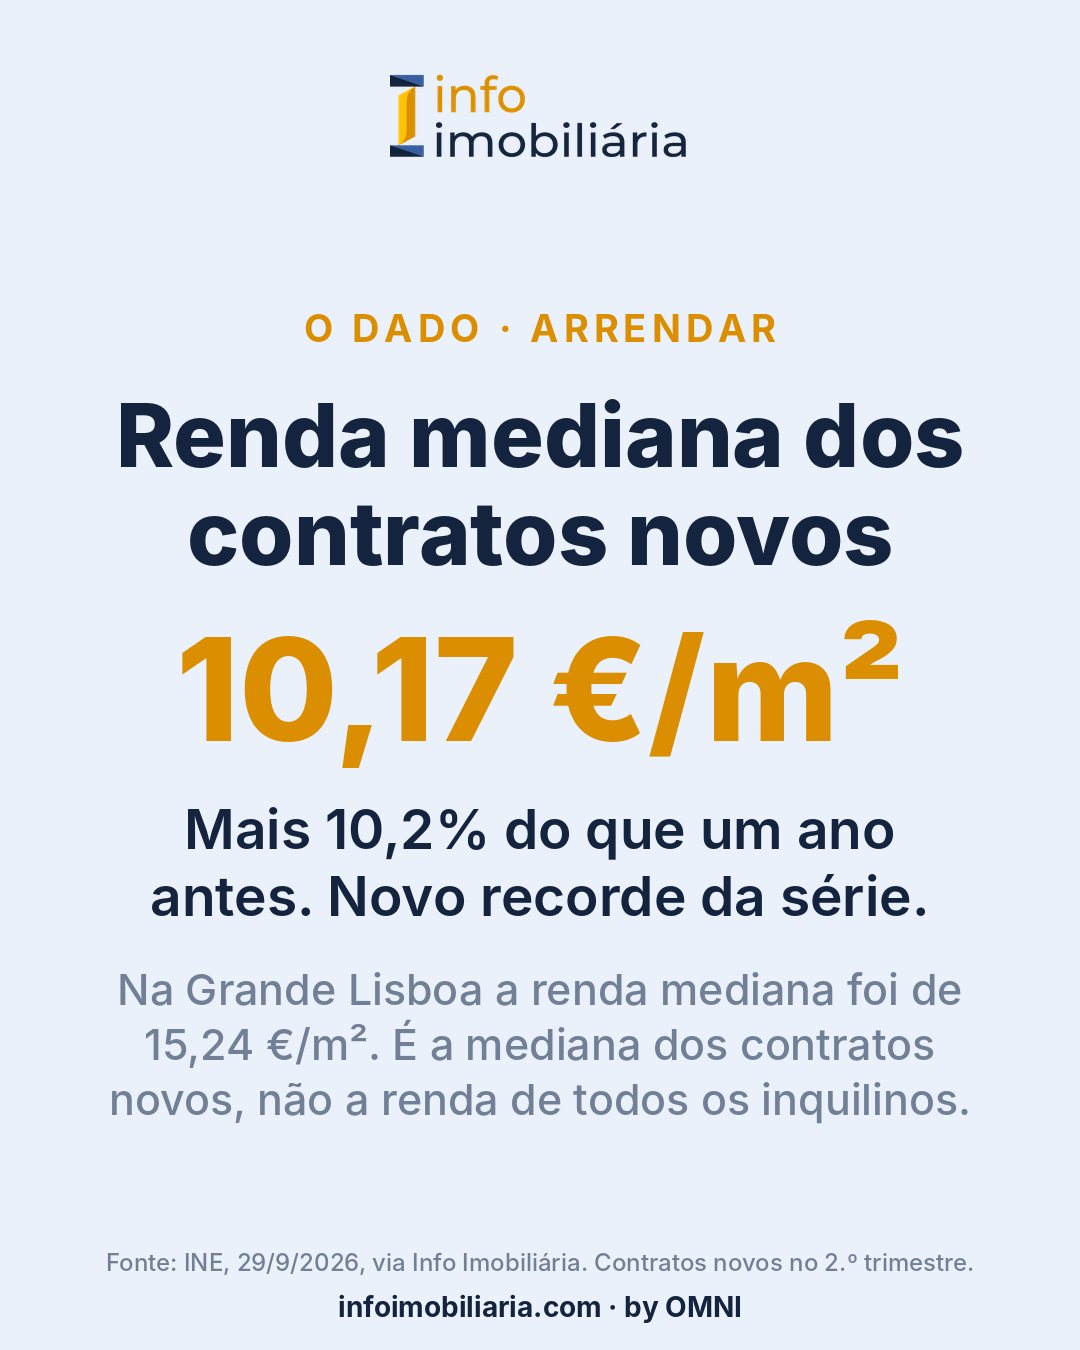 info
imobiliária
O DADO · ARRENDAR
Renda mediana dos
contratos novos
10,17 €/m²
Mais 10,2% do que um ano
antes. Novo recorde da série.
Na Grande Lisboa a renda mediana foi de
15,24 €/m². É a mediana dos contratos
novos, não a renda de todos os inquilinos.
Fonte: INE, 29/9/2026, via Info Imobiliária. Contratos novos no 2.º trimestre.
infoimobiliaria.com · by OMNI